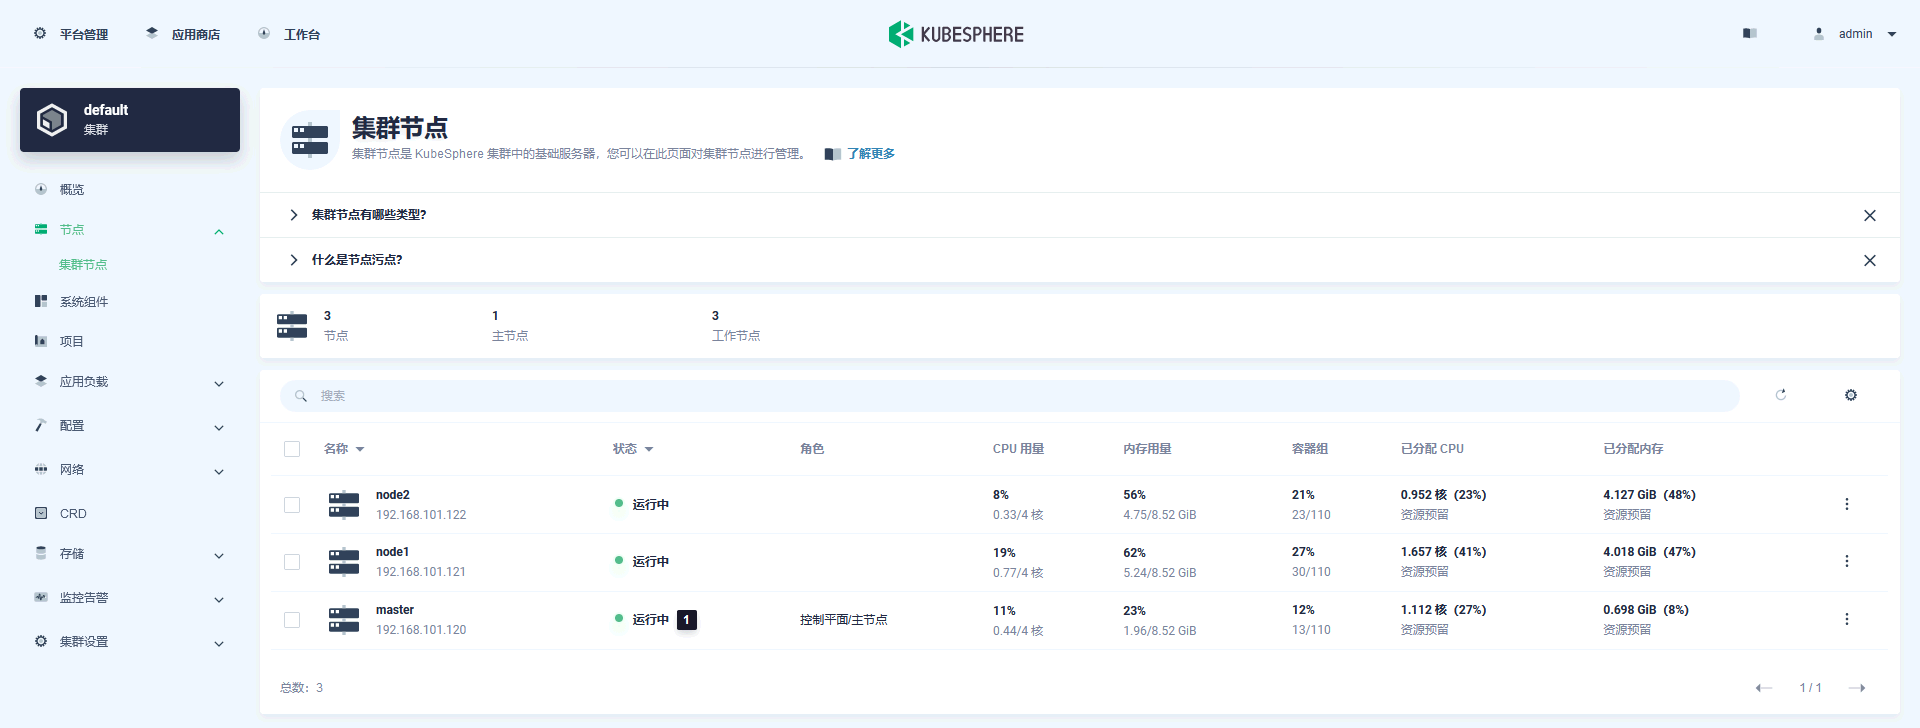 平台管理
应用商店
工作台
KUBESPHERE
admin
default
集群
概览
节点
集群节点
系统组件
项目
应用负载
配置
网络
CRD
存储
监控告警
集群设置
集群节点
集群节点是 KubeSphere 集群中的基础服务器，您可以在此页面对集群节点进行管理。
了解更多
集群节点有哪些类型?
什么是节点污点?
3
节点
1
主节点
3
工作节点
搜索
名称 状态 角色 CPU 用量 内存用量 容器组 已分配 CPU 已分配内存
node2 运行中 8% 56% 21% 0.952 核 (23%) 4.127 GiB (48%)
192.168.101.122 0.33/4 核 4.75/8.52 GiB 23/110 资源预留 资源预留
node1 运行中 19% 62% 27% 1.657 核 (41%) 4.018 GiB (47%)
192.168.101.121 0.77/4 核 5.24/8.52 GiB 30/110 资源预留 资源预留
master 运行中 1 控制平面/主节点 11% 23% 12% 1.112 核 (27%) 0.698 GiB (8%)
192.168.101.120 0.44/4 核 1.96/8.52 GiB 13/110 资源预留 资源预留
总数: 3
1 / 1